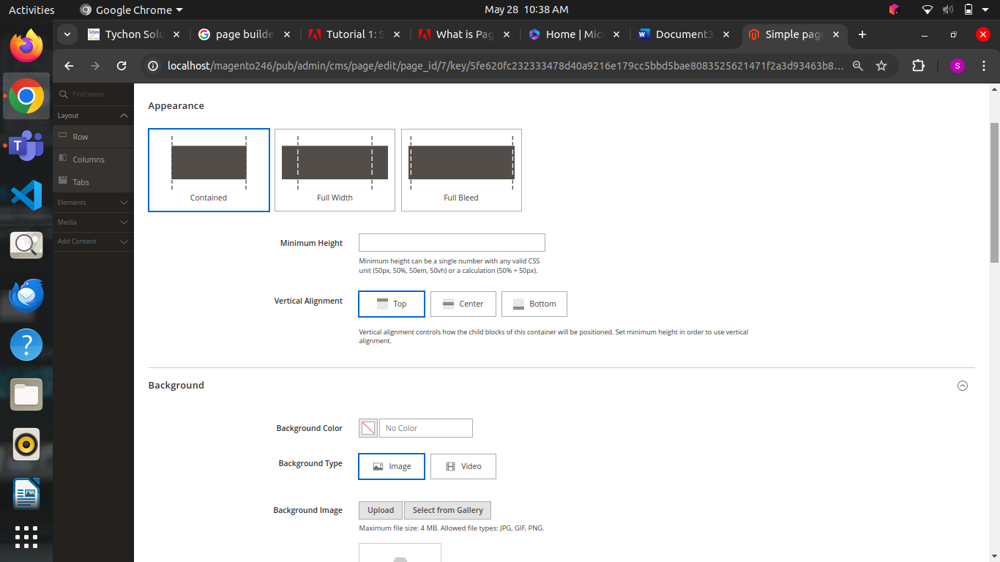 Activities
Google Chrome
May 28 10:38 AM
Tychon Solu
page builde
Tutorial 1: S
What is Pag
Home | Micr
Document3
Simple page
localhost/magento246/pub/admin/cms/page/edit/page_id/7/key/5fe620fc232333478d40a9216e179cc5bbd5bae8083525621471f2a3d93463b8...
S
Find items
Layout
Row
Columns
Tabs
Elements
Media
Add Content
Appearance
Contained
Full Width
Full Bleed
Minimum Height
Minimum height can be a single number with any valid CSS
unit (50px, 50%, 50em, 50vh) or a calculation (50% + 50px).
Vertical Alignment
Top
Center
Bottom
Vertical alignment controls how the child blocks of this container will be positioned. Set minimum height in order to use vertical
alignment.
Background
Background Color
No Color
Background Type
Image
Video
Background Image
Upload
Select from Gallery
Maximum file size: 4 MB. Allowed file types: JPG, GIF, PNG.